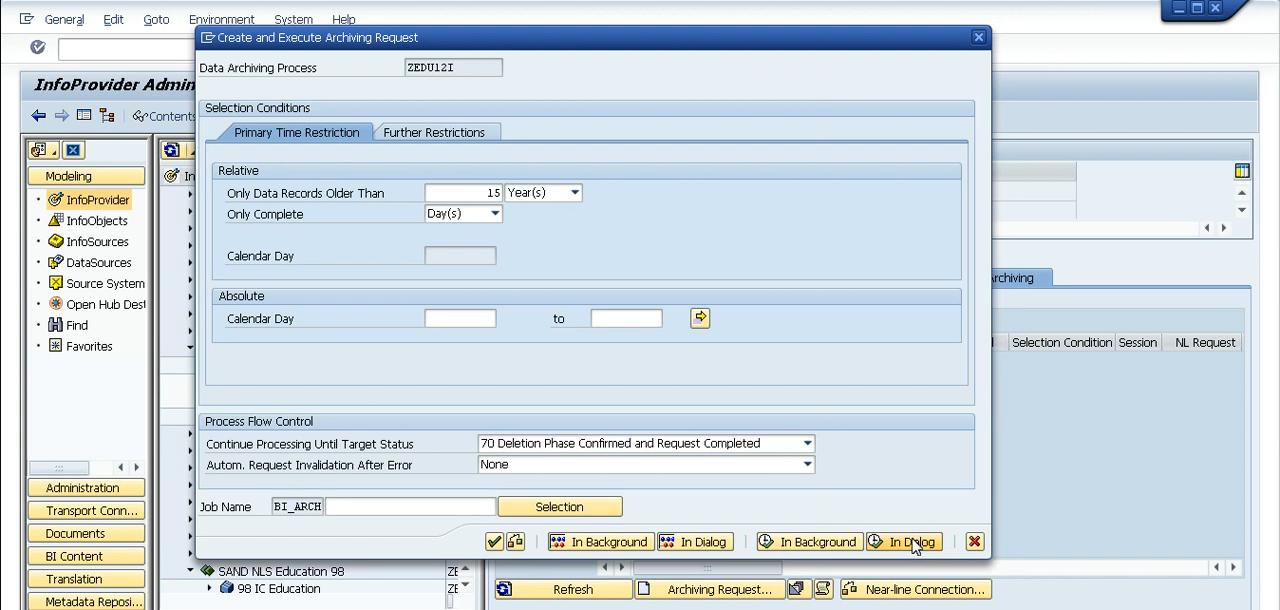 General Edit Goto Environment System Help
Create and Execute Archiving Request
Data Archiving Process ZEDU12I
InfoProvider Admin
Selection Conditions
Contents
Primary Time Restriction Further Restrictions
Modeling
Relative
InfoProvider
Only Data Records Older Than 15 Year(s)
InfoObjects
Only Complete Day(s)
InfoSources
DataSources
Calendar Day
Source System
Open Hub Dest
Find
Favorites
Absolute
Calendar Day to
rchiving
Selection Condition Session NL Request
Process Flow Control
Continue Processing Until Target Status 70 Deletion Phase Confirmed and Request Completed
Autom. Request Invalidation After Error None
Job Name BI_ARCH Selection
In Background In Dialog In Background In Dialog
Administration
Transport Conn...
Documents
BI Content
Translation
Metadata Reposi...
SAND NLS Education 98 ZE
98 IC Education ZE
Refresh Archiving Request... Near-line Connection...